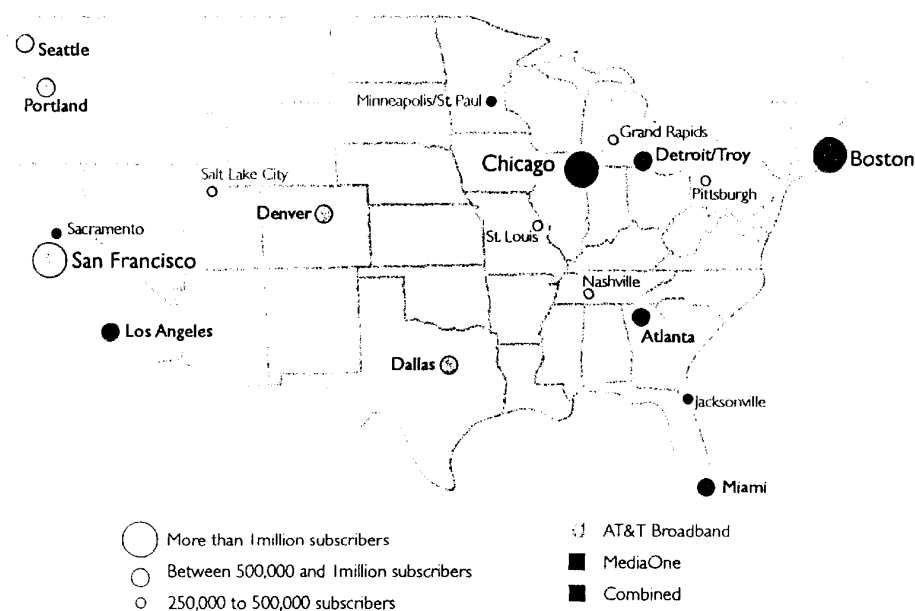 Seattle
Portland
Minneapolis/St. Paul
Grand Rapids
Chicago
Detroit/Troy
Boston
Salt Lake City
Pittsburgh
Denver
Sacramento
St. Louis
San Francisco
Nashville
Los Angeles
Atlanta
Dallas
Jacksonville
Miami
More than 1million subscribers
Between 500,000 and 1million subscribers
250,000 to 500,000 subscribers
AT&T Broadband
MediaOne
Combined